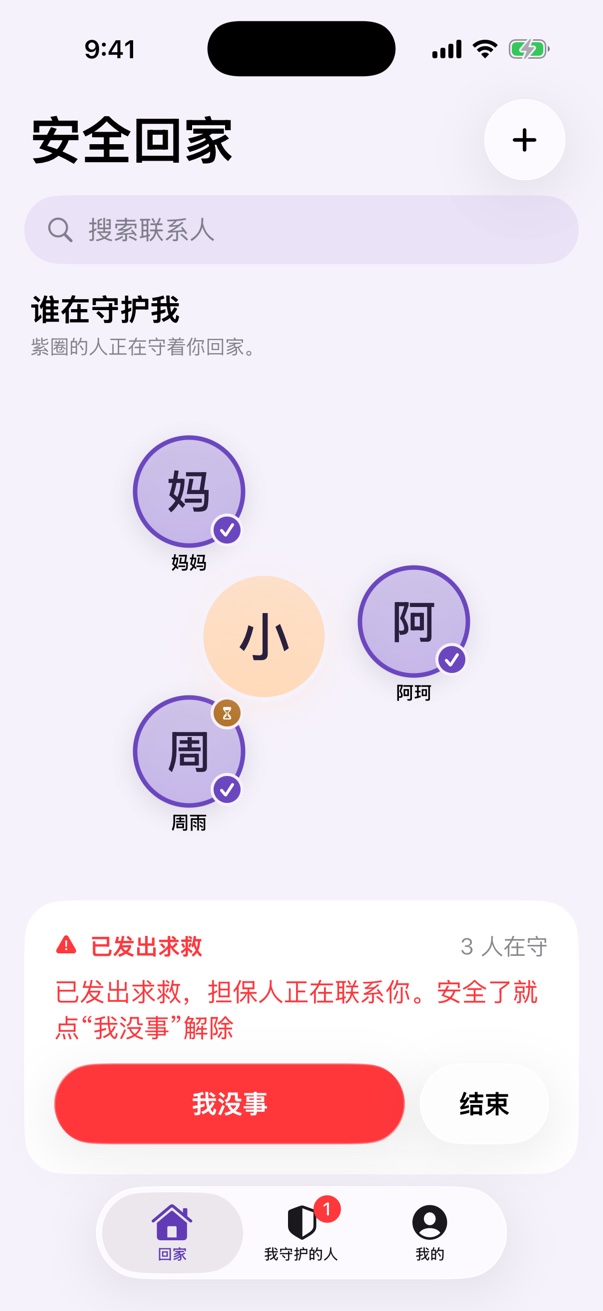 9:41
安全回家
搜索联系人
谁在守护我
紫圈的人正在守着你回家。
妈
妈妈
小
阿
阿珂
周
周雨
已发出求救
3 人在守
已发出求救，担保人正在联系你。安全了就
点“我没事”解除
我没事
结束
1
回家
我守护的人
我的